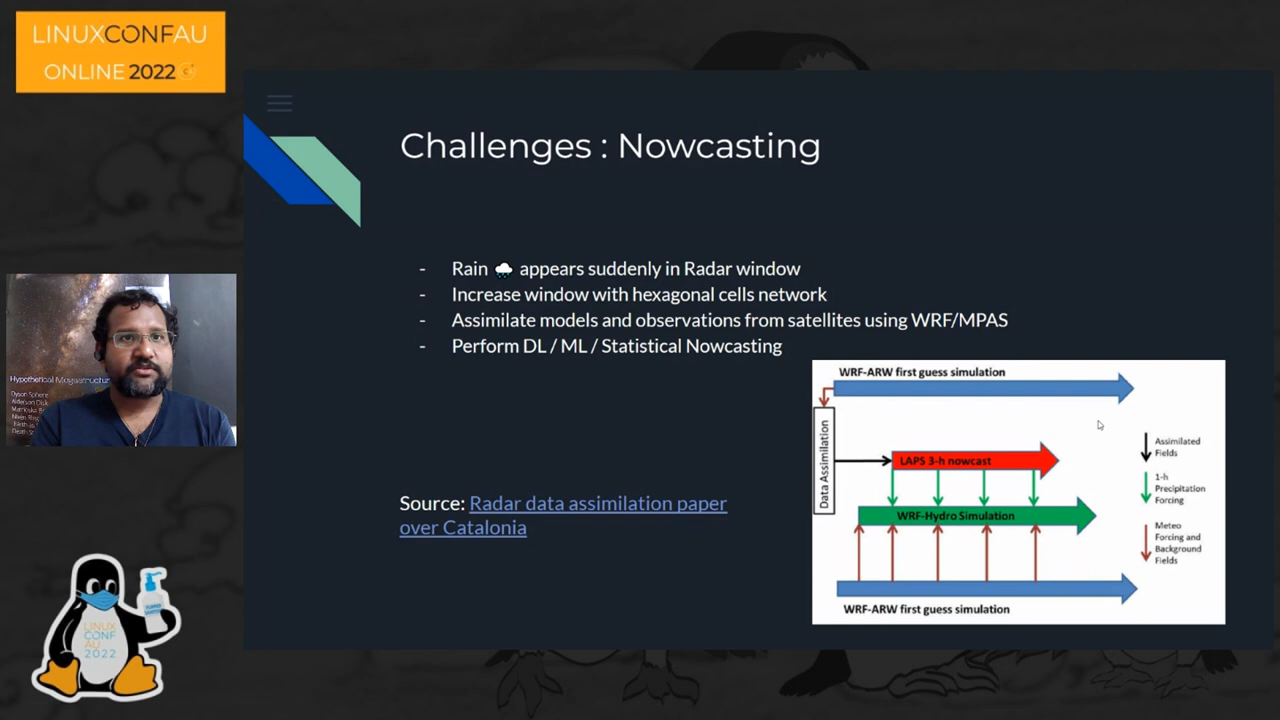 LINUXCONFAU
ONLINE 2022
Challenges : Nowcasting
- Rain 🌧 appears suddenly in Radar window
- Increase window with hexagonal cells network
- Assimilate models and observations from satellites using WRF/MPAS
- Perform DL / ML / Statistical Nowcasting
Source: Radar data assimilation paper
over Catalonia
WRF-ARW first guess simulation
Data Assimilation
LAPS 3-h nowcast
WRF-Hydro Simulation
WRF-ARW first guess simulation
Assimilated
Fields
1-h
Precipitation
Forcing
Meteo
Forcing and
Background
Fields
Hypothetical Megastructur
Dyson Sphere
Alderson Disk
LINUX
CONF
AU
2022